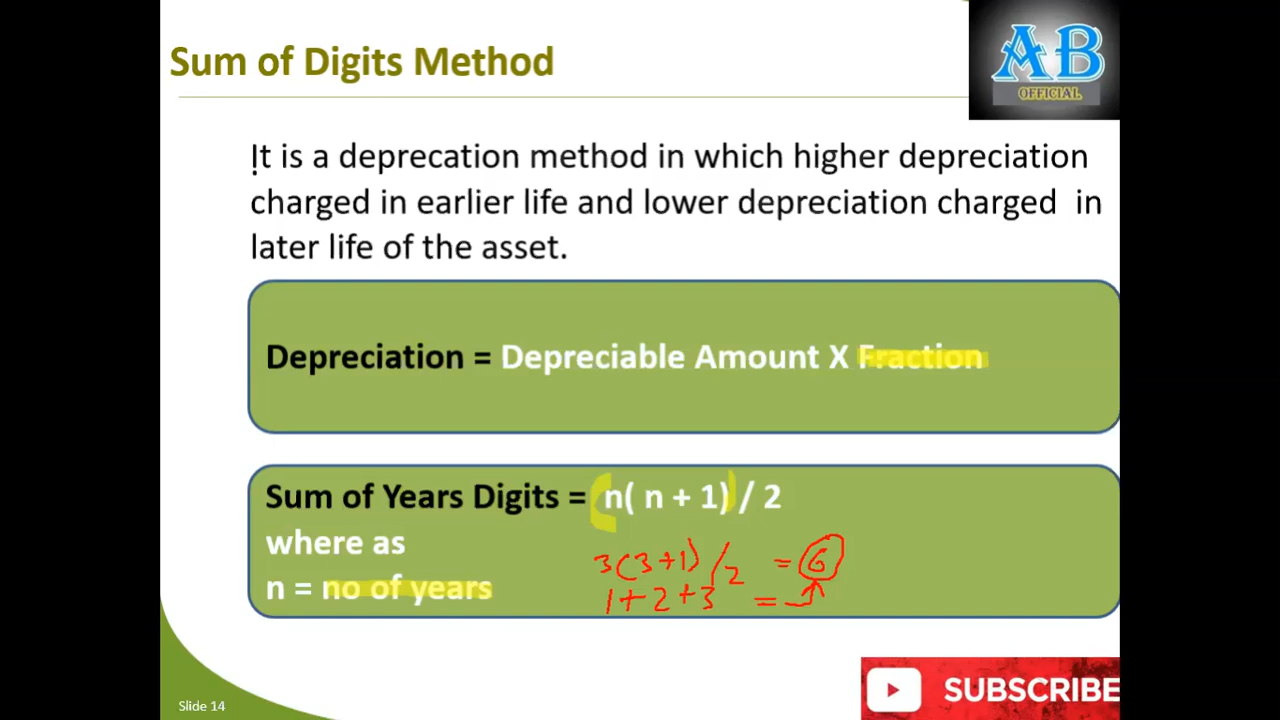 Sum of Digits Method
AB
OFFICIAL
It is a deprecation method in which higher depreciation
charged in earlier life and lower depreciation charged in
later life of the asset.
Depreciation = Depreciable Amount X Fraction
Sum of Years Digits = n( n + 1) / 2
where as
n = no of years
3(3+1)/2 = 6
1+2+3 =
SUBSCRIBE
Slide 14